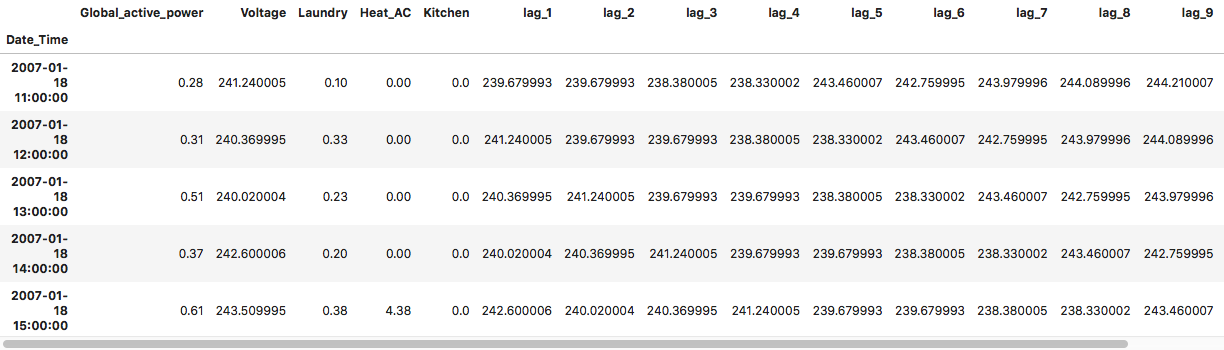 Global_active_power Voltage Laundry Heat_AC Kitchen lag_1 lag_2 lag_3 lag_4 lag_5 lag_6 lag_7 lag_8 lag_9
Date_Time
2007-01-
18
11:00:00 0.28 241.240005 0.10 0.00 0.0 239.679993 239.679993 238.380005 238.330002 243.460007 242.759995 243.979996 244.089996 244.210007
2007-01-
18
12:00:00 0.31 240.369995 0.33 0.00 0.0 241.240005 239.679993 239.679993 238.380005 238.330002 243.460007 242.759995 243.979996 244.089996
2007-01-
18
13:00:00 0.51 240.020004 0.23 0.00 0.0 240.369995 241.240005 239.679993 239.679993 238.380005 238.330002 243.460007 242.759995 243.979996
2007-01-
18
14:00:00 0.37 242.600006 0.20 0.00 0.0 240.020004 240.369995 241.240005 239.679993 239.679993 238.380005 238.330002 243.460007 242.759995
2007-01-
18
15:00:00 0.61 243.509995 0.38 4.38 0.0 242.600006 240.020004 240.369995 241.240005 239.679993 239.679993 238.380005 238.330002 243.460007